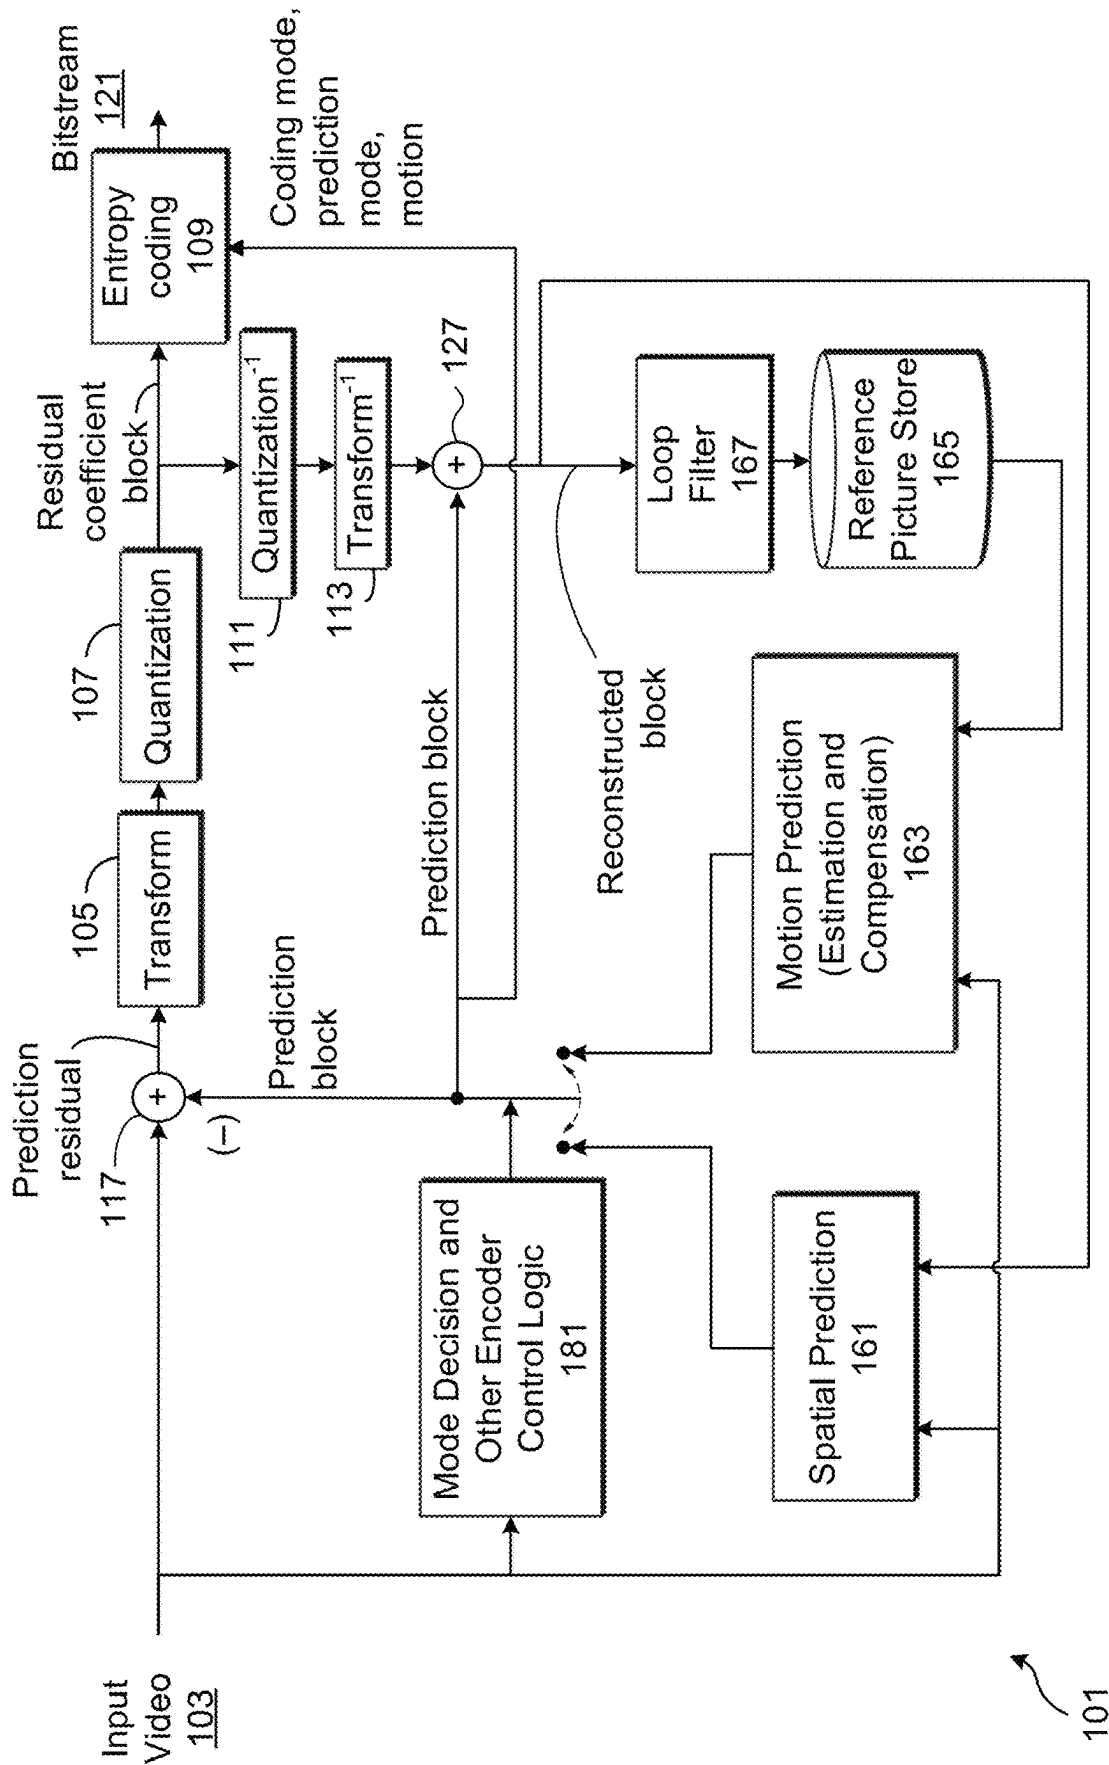 Input
Video
103
Prediction
residual
117
(–)
105
Transform
107
Quantization
Residual
coefficient
block
Entropy
coding
109
Bitstream
121
Coding mode,
prediction
mode,
motion
111
Quantization-1
113
Transform-1
127
Prediction
block
Prediction block
Mode Decision and
Other Encoder
Control Logic
181
Reconstructed
block
Loop
Filter
167
Reference
Picture Store
165
Spatial Prediction
161
Motion Prediction
(Estimation and
Compensation)
163
101
+
+